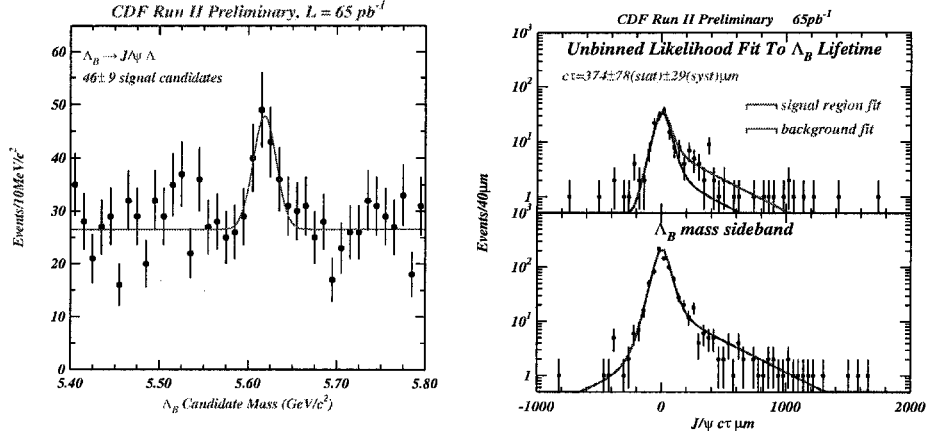 CDF Run II Preliminary, L = 65 pb⁻¹
Λ_B → J/ψ Λ
46± 9 signal candidates
Events/10MeV/c²
60
50
40
30
20
10
0
5.40 5.50 5.60 5.70 5.80
Λ_B Candidate Mass (GeV/c²)
CDF Run II Preliminary 65pb⁻¹
Unbinned Likelihood Fit To Λ_B Lifetime
cτ=374±78(stat)±29(syst)μm
signal region fit
background fit
Events/40μm
10³
10²
10
1
Λ_B mass sideband
10²
10
1
-1000 0 1000 2000
J/ψ cτ μm